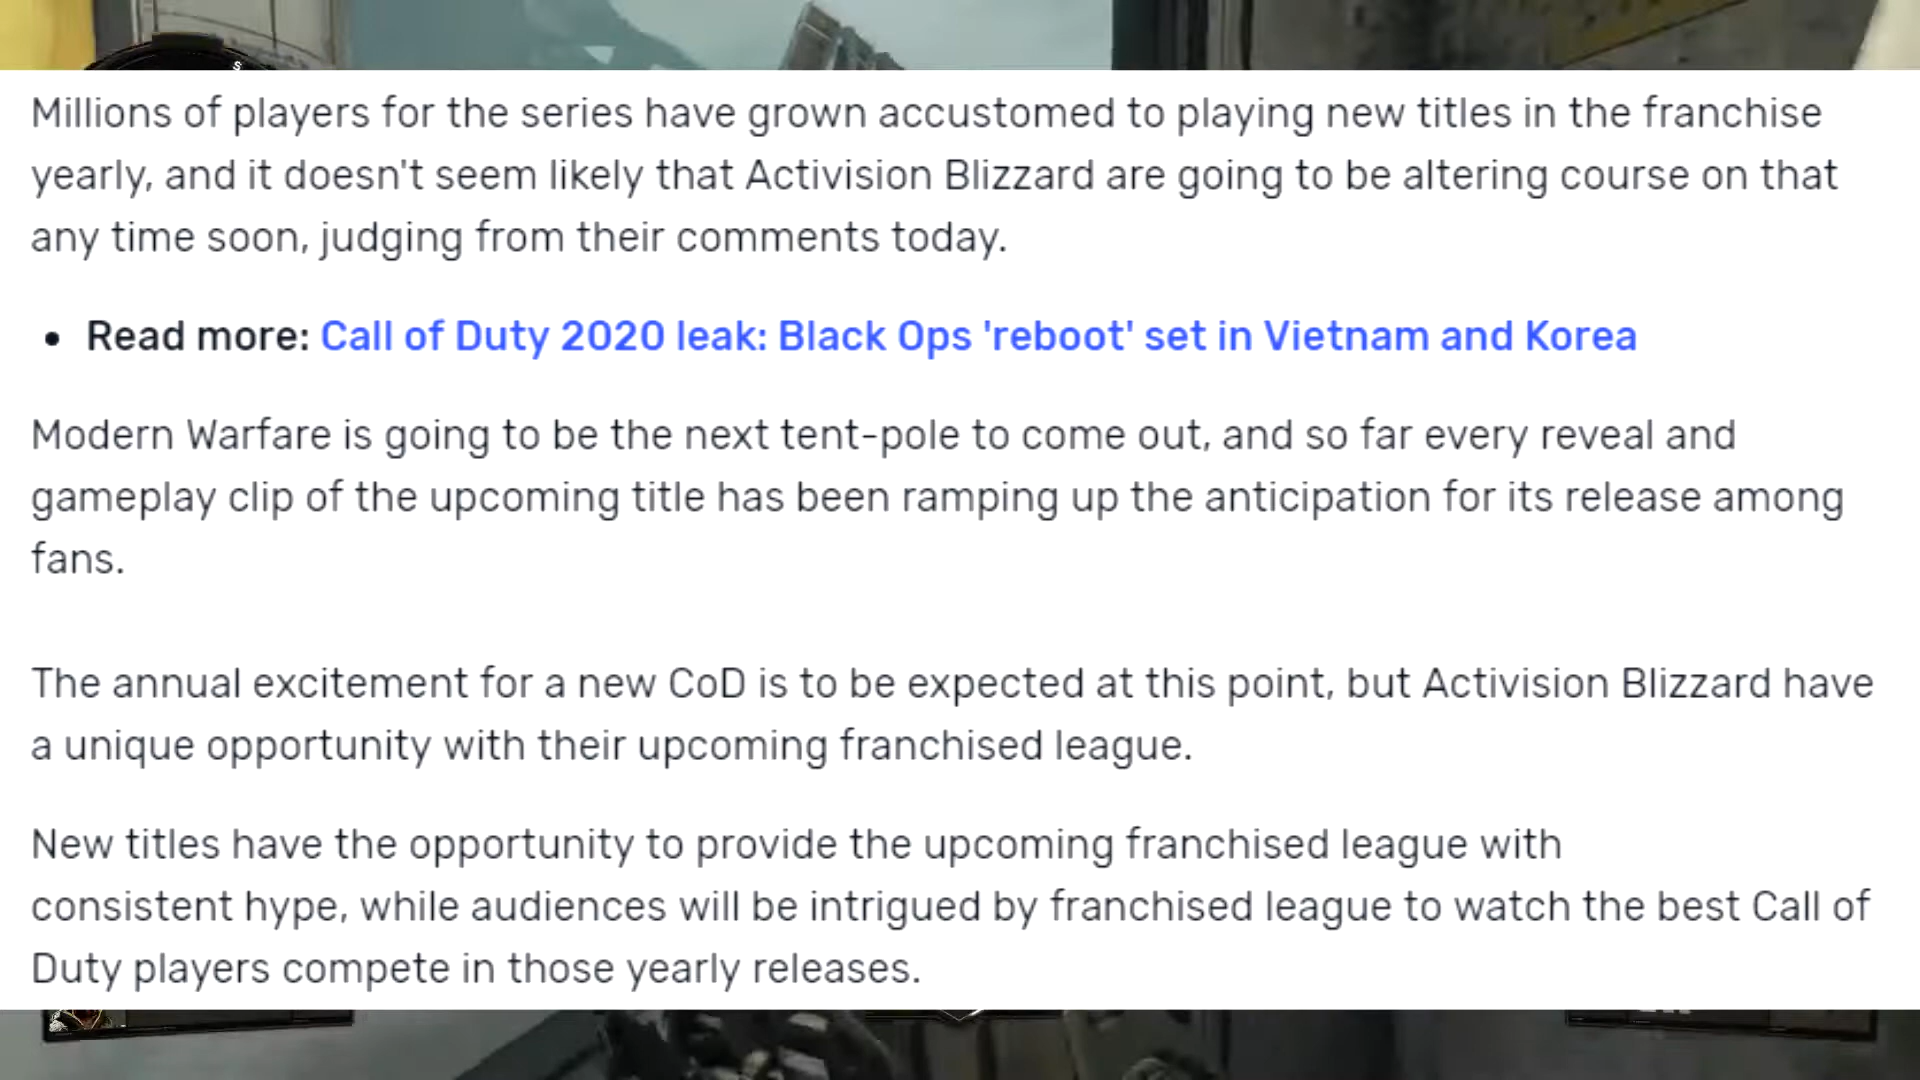 S
Millions of players for the series have grown accustomed to playing new titles in the franchise
yearly, and it doesn't seem likely that Activision Blizzard are going to be altering course on that
any time soon, judging from their comments today.
• Read more: Call of Duty 2020 leak: Black Ops 'reboot' set in Vietnam and Korea
Modern Warfare is going to be the next tent-pole to come out, and so far every reveal and
gameplay clip of the upcoming title has been ramping up the anticipation for its release among
fans.
The annual excitement for a new CoD is to be expected at this point, but Activision Blizzard have
a unique opportunity with their upcoming franchised league.
New titles have the opportunity to provide the upcoming franchised league with
consistent hype, while audiences will be intrigued by franchised league to watch the best Call of
Duty players compete in those yearly releases.